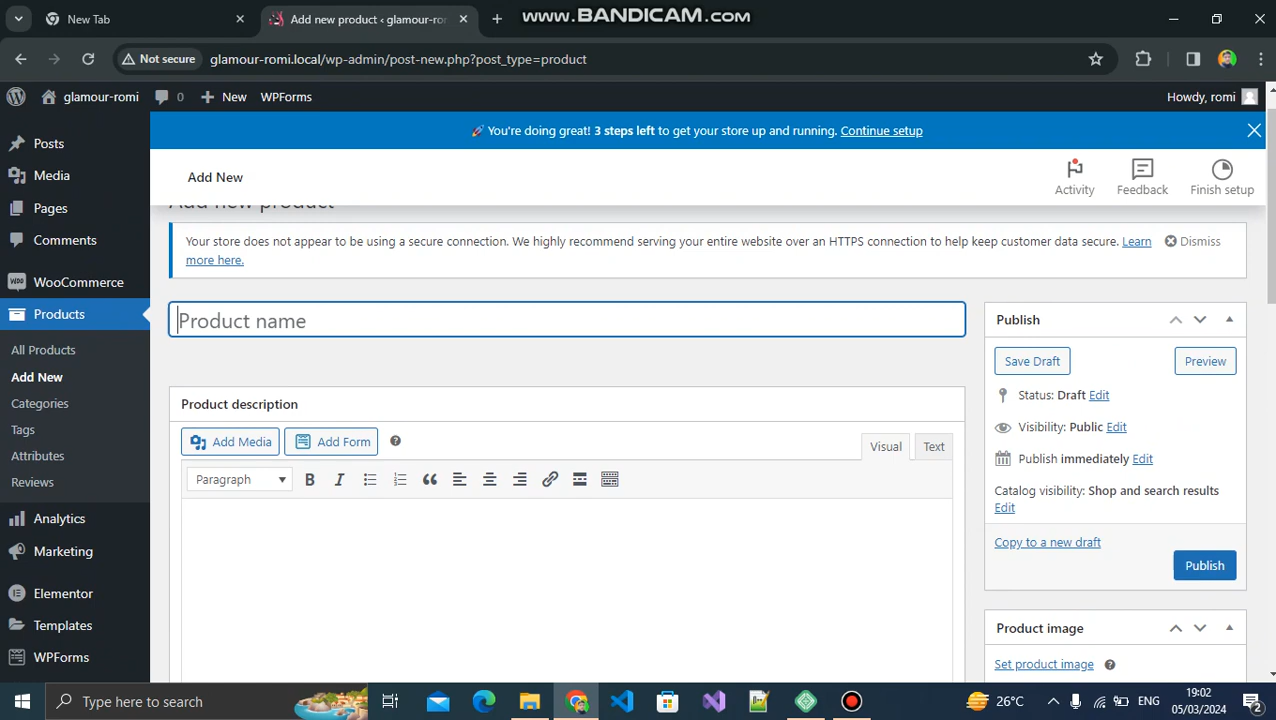 www.BANDICAM.com
New Tab
Add new product ‹ glamour-ro
Not secure
glamour-romi.local/wp-admin/post-new.php?post_type=product
glamour-romi
0
New
WPForms
Howdy, romi
Posts
Media
Pages
Comments
WooCommerce
Products
All Products
Add New
Categories
Tags
Attributes
Reviews
Analytics
Marketing
Elementor
Templates
WPForms
You're doing great! 3 steps left to get your store up and running. Continue setup
Add New
Activity
Feedback
Finish setup
Add new product
Your store does not appear to be using a secure connection. We highly recommend serving your entire website over an HTTPS connection to help keep customer data secure. Learn
more here.
Dismiss
Product name
Product description
Add Media
Add Form
Visual
Text
Paragraph
B
I
Publish
Save Draft
Preview
Status: Draft Edit
Visibility: Public Edit
Publish immediately Edit
Catalog visibility: Shop and search results
Edit
Copy to a new draft
Publish
Product image
Set product image
Type here to search
26°C
ENG
19:02
05/03/2024
2